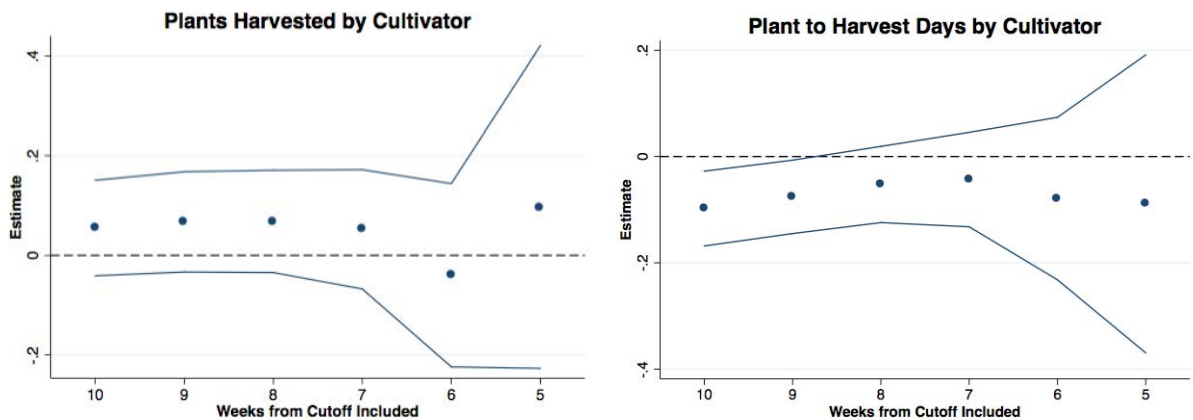 Plants Harvested by Cultivator
.4
.2
0
-.2
Estimate
10 9 8 7 6 5
Weeks from Cutoff Included
Plant to Harvest Days by Cultivator
.2
0
-.2
-.4
Estimate
10 9 8 7 6 5
Weeks from Cutoff Included